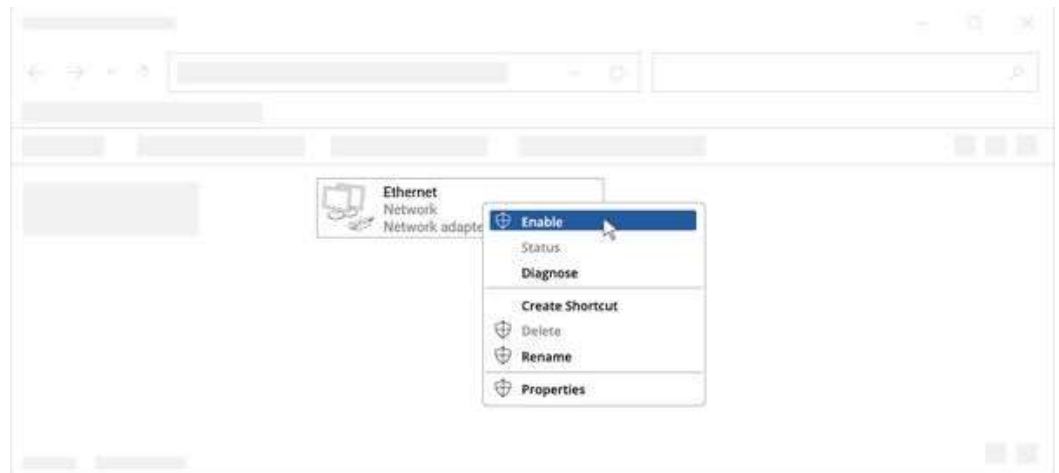 Ethernet
Network
Network adapte
Enable
Status
Diagnose
Create Shortcut
Delete
Rename
Properties